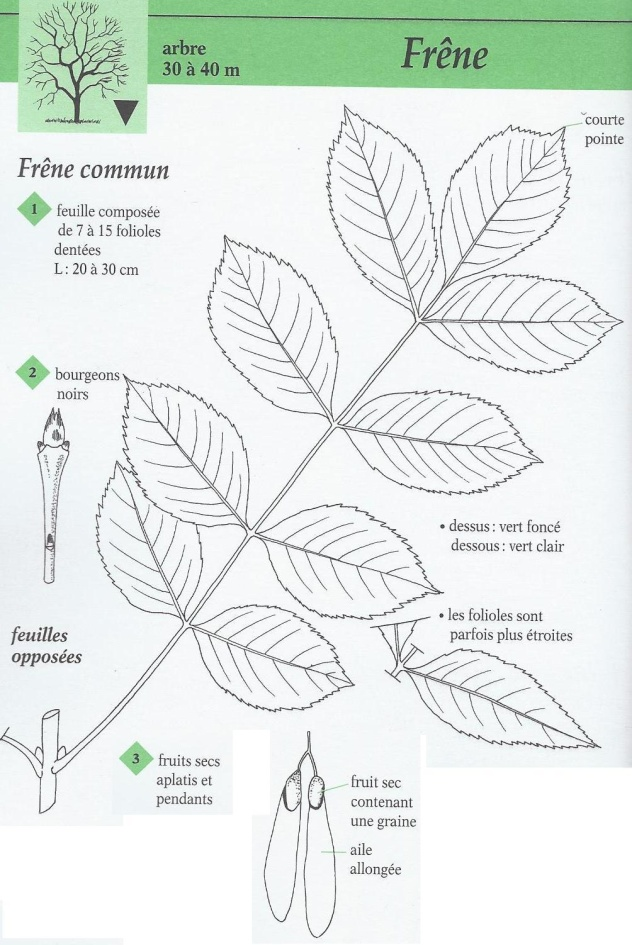 arbre
30 à 40 m
Frêne
courte
pointe
Frêne commun
1 feuille composée
de 7 à 15 folioles
dentées
L : 20 à 30 cm
2 bourgeons
noirs
• dessus : vert foncé
dessous : vert clair
• les folioles sont
parfois plus étroites
feuilles
opposées
3 fruits secs
aplatis et
pendants
fruit sec
contenant
une graine
aile
allongée